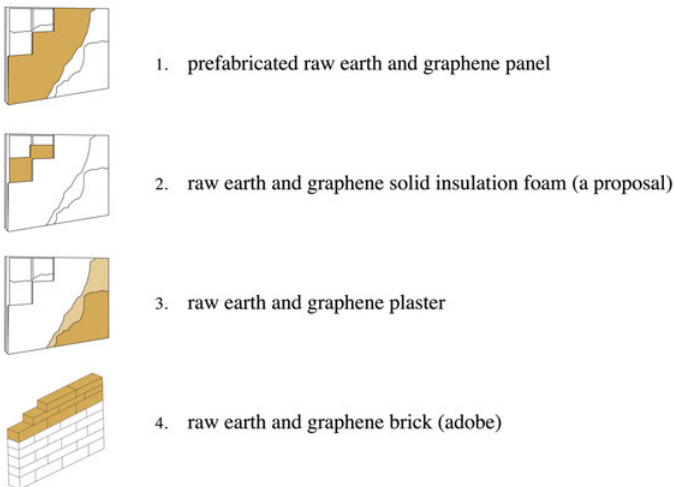 1. prefabricated raw earth and graphene panel
2. raw earth and graphene solid insulation foam (a proposal)
3. raw earth and graphene plaster
4. raw earth and graphene brick (adobe)